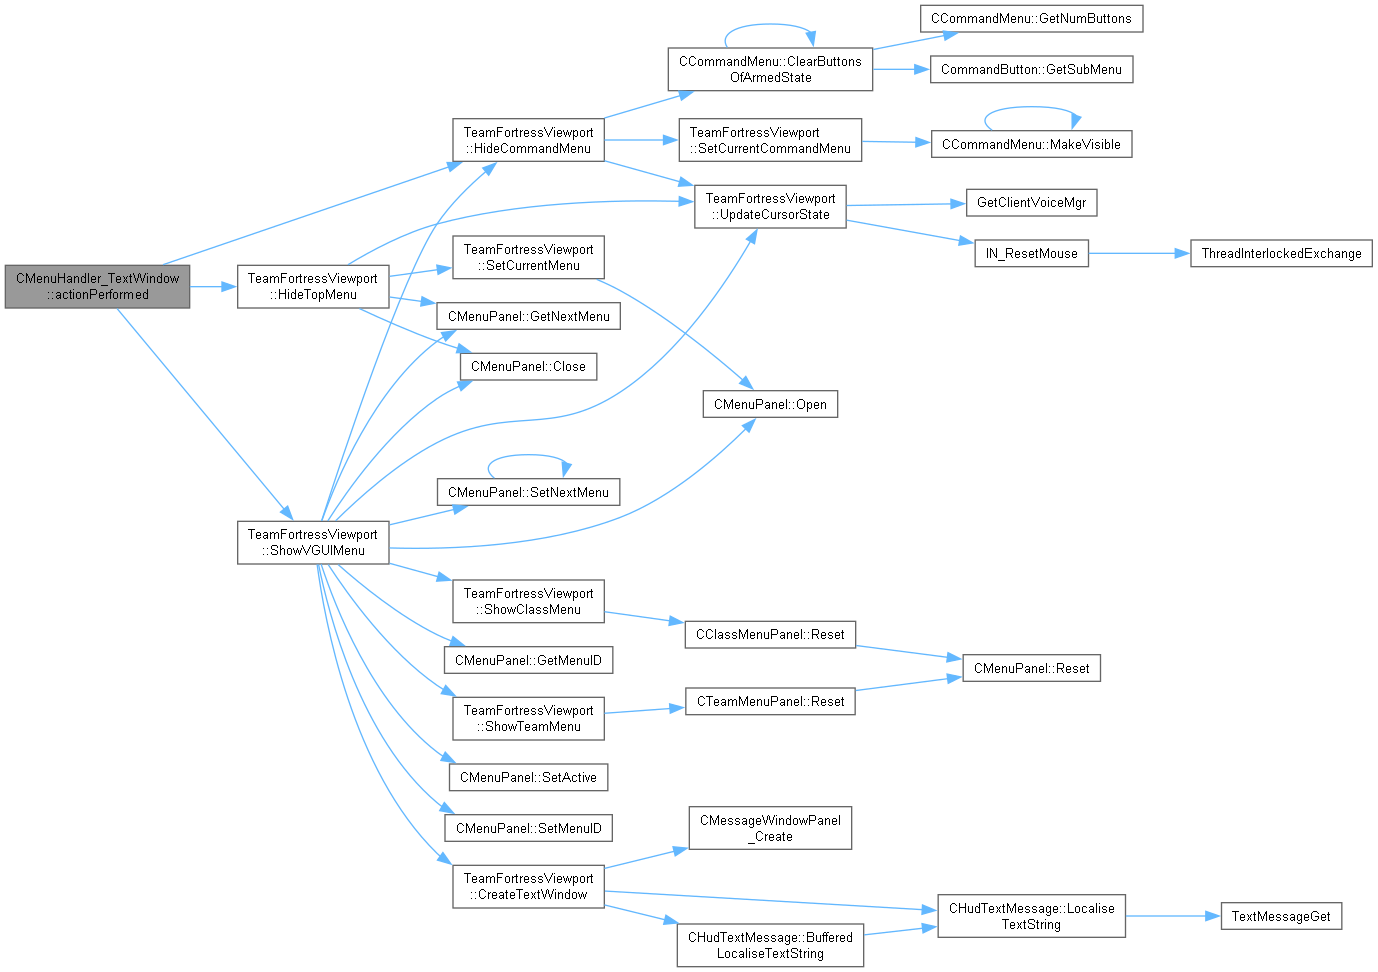 CCommandMenu::GetNumButtons
CCommandMenu::ClearButtons
OfArmedState
CommandButton::GetSubMenu
TeamFortressViewport
::HideCommandMenu
TeamFortressViewport
::SetCurrentCommandMenu
CCommandMenu::MakeVisible
TeamFortressViewport
::UpdateCursorState
GetClientVoiceMgr
TeamFortressViewport
::SetCurrentMenu
IN_ResetMouse
ThreadInterlockedExchange
CMenuHandler_TextWindow
::actionPerformed
TeamFortressViewport
::HideTopMenu
CMenuPanel::GetNextMenu
CMenuPanel::Close
CMenuPanel::Open
CMenuPanel::SetNextMenu
TeamFortressViewport
::ShowVGUIMenu
TeamFortressViewport
::ShowClassMenu
CClassMenuPanel::Reset
CMenuPanel::GetMenuID
CMenuPanel::Reset
CTeamMenuPanel::Reset
TeamFortressViewport
::ShowTeamMenu
CMenuPanel::SetActive
CMenuPanel::SetMenuID
CMessageWindowPanel
_Create
TeamFortressViewport
::CreateTextWindow
CHudTextMessage::Localise
TextString
TextMessageGet
CHudTextMessage::Buffered
LocaliseTextString